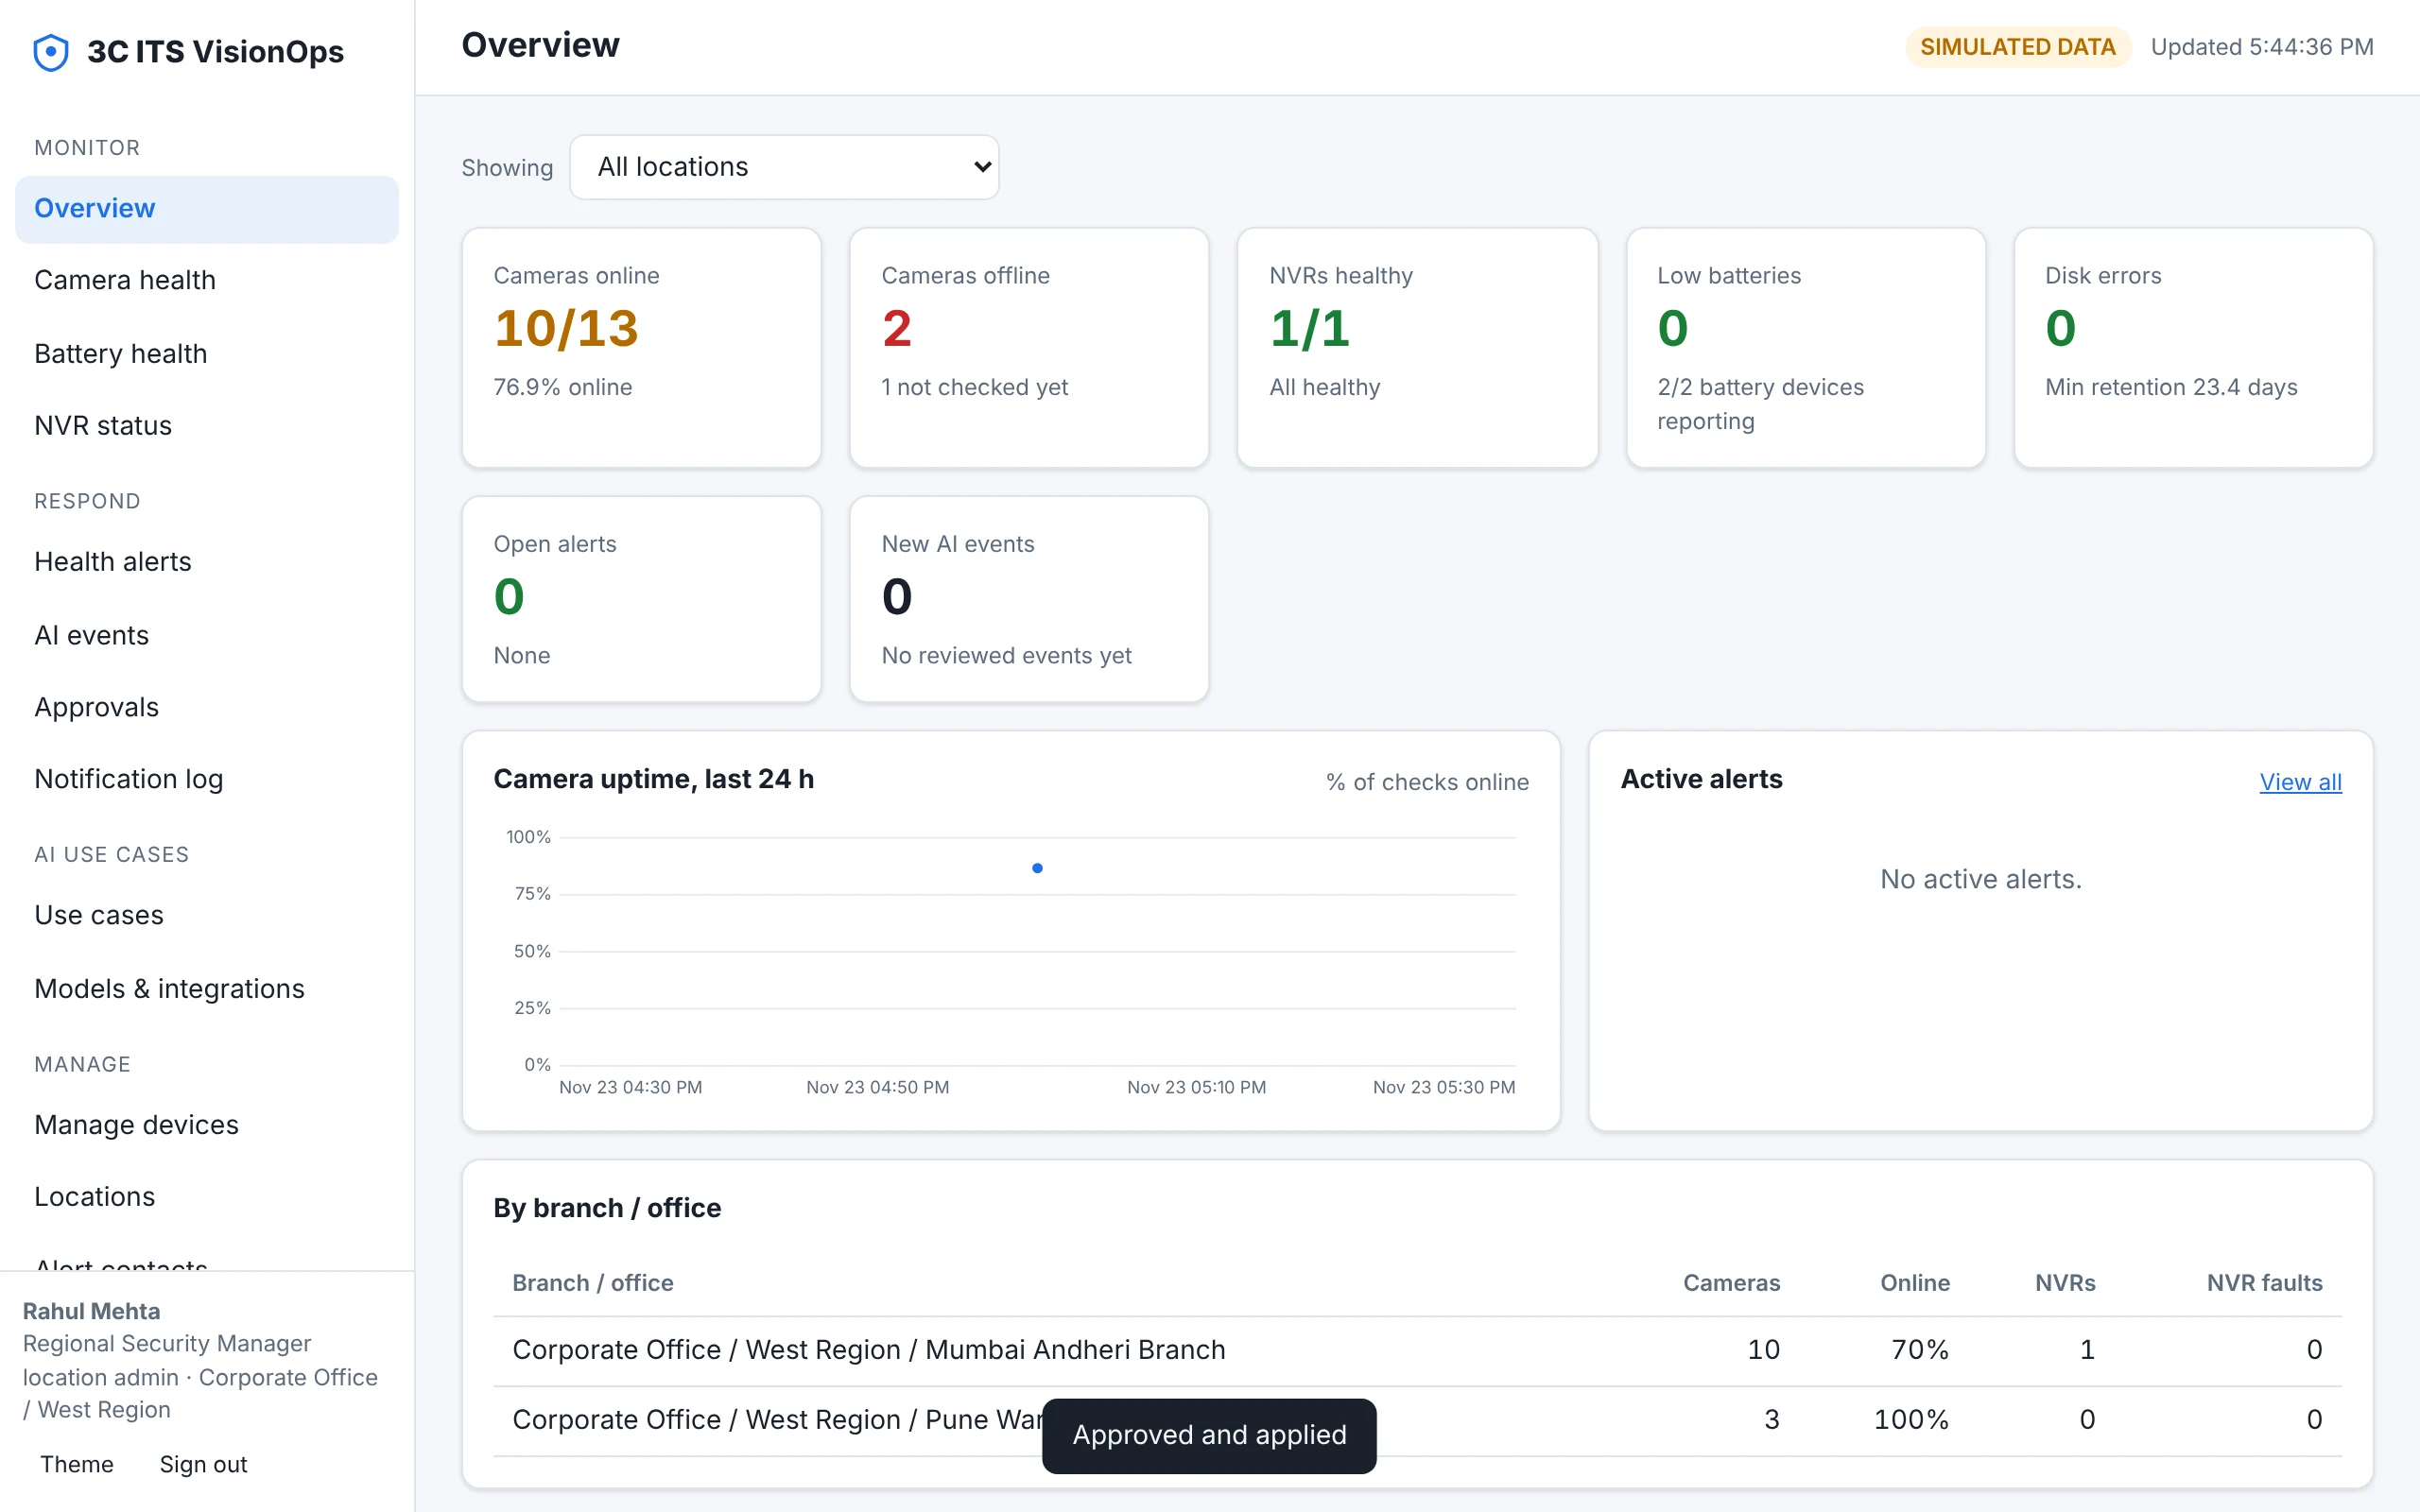 3C ITS VisionOps
MONITOR
Overview
Camera health
Battery health
NVR status
RESPOND
Health alerts
AI events
Approvals
Notification log
AI USE CASES
Use cases
Models & integrations
MANAGE
Manage devices
Locations
Alert contacts
Rahul Mehta
Regional Security Manager
location admin · Corporate Office
/ West Region
Theme
Sign out
Overview
SIMULATED DATA
Updated 5:44:36 PM
Showing
All locations
Cameras online
10/13
76.9% online
Cameras offline
2
1 not checked yet
NVRs healthy
1/1
All healthy
Low batteries
0
2/2 battery devices
reporting
Disk errors
0
Min retention 23.4 days
Open alerts
0
None
New AI events
0
No reviewed events yet
Camera uptime, last 24 h
% of checks online
100%
75%
50%
25%
0%
Nov 23 04:30 PM
Nov 23 04:50 PM
Nov 23 05:10 PM
Nov 23 05:30 PM
Active alerts
View all
No active alerts.
By branch / office
Branch / office Cameras Online NVRs NVR faults
Corporate Office / West Region / Mumbai Andheri Branch 10 70% 1 0
Corporate Office / West Region / Pune 3 100% 0 0
Approved and applied